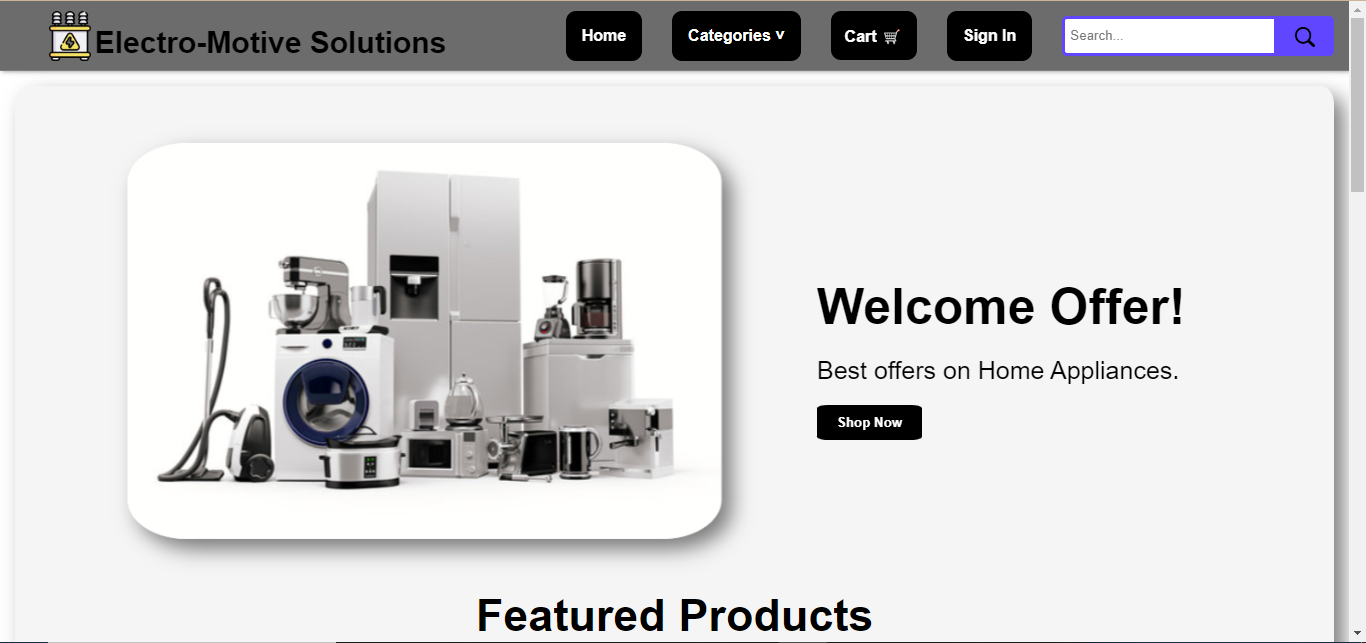 Electro-Motive Solutions
Home
Categories ˅
Cart
Sign In
Search...
Welcome Offer!
Best offers on Home Appliances.
Shop Now
Featured Products